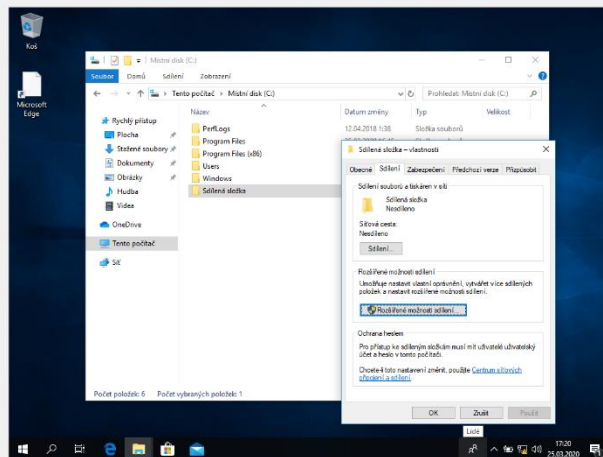 Koš
Microsoft
Edge
Místní disk (C:)
Soubor Domů Sdílení Zobrazení
Tento počítač › Místní disk (C:)
Prohledat: Místní disk (C:)
Název Datum změny Typ Velikost
Rychlý přístup
Plocha
Stažené soubory
Dokumenty
Obrázky
Hudba
Videa
OneDrive
Tento počítač
Síť
PerfLogs 12.04.2018 1:38 Složka souborů
Program Files
Program Files (x86)
Users
Windows
Sdílená složka
Počet položek: 6 Počet vybraných položek: 1
Sdílená složka – vlastnosti
Obecné Sdílení Zabezpečení Předchozí verze Přizpůsobit
Sdílení souborů a tiskáren v síti
Sdílená složka
Nesdíleno
Síťová cesta:
Nesdíleno
Sdílení...
Rozšířené možnosti sdílení
Umožňuje nastavit vlastní oprávnění, vytvářet více sdílených
položek a nastavit rozšířené možnosti sdílení.
Rozšířené možnosti sdílení...
Ochrana heslem
Pro přístup ke sdíleným složkám musí mít uživatelé uživatelský
účet a heslo v tomto počítači.
Chcete-li toto nastavení změnit, použijte Centrum síťových
připojení a sdílení.
OK Zrušit Použít
Lidé
17:20
25.03.2020